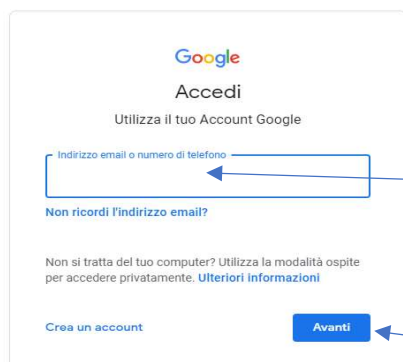 Google
Accedi
Utilizza il tuo Account Google
Indirizzo email o numero di telefono
Non ricordi l'indirizzo email?
Non si tratta del tuo computer? Utilizza la modalità ospite
per accedere privatamente. Ulteriori informazioni
Crea un account
Avanti